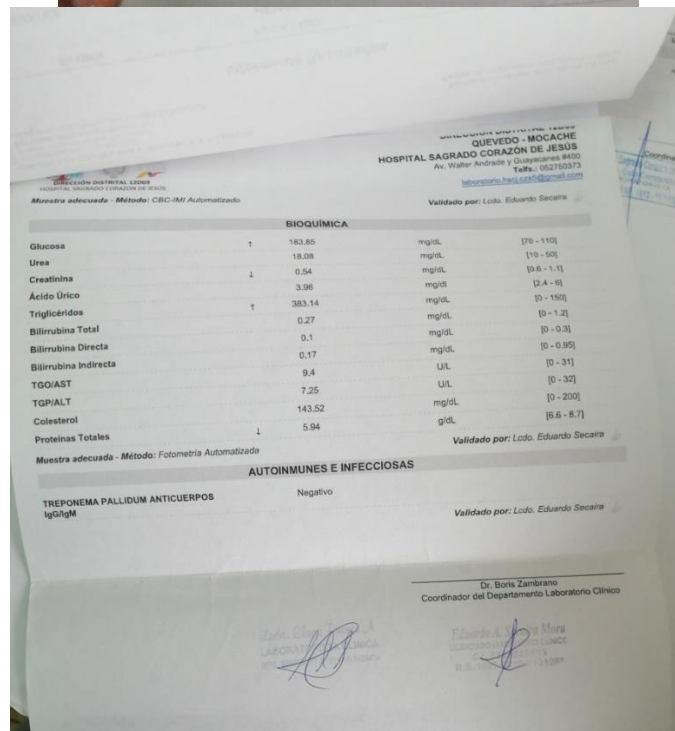 QUEVEDO - MOCACHE
HOSPITAL SAGRADO CORAZÓN DE JESÚS
Av. Walter Andrade y Guayacanes #400
Telfs.: 052750373
DIRECCIÓN DISTRITAL 12D03
HOSPITAL SAGRADO CORAZÓN DE JESÚS
Muestra adecuada - Método: CBC-IMI Automatizado Validado por: Lcdo. Eduardo Secaira
BIOQUÍMICA
Glucosa ↑ 183.85 mg/dL [70 - 110]
Urea 18.08 mg/dL [10 - 50]
Creatinina ↓ 0.54 mg/dL [0.6 - 1.1]
Ácido Úrico 3.98 mg/dl [2.4 - 6]
Triglicéridos ↑ 383.14 mg/dL [0 - 150]
Bilirrubina Total 0.27 mg/dL [0 - 1.2]
Bilirrubina Directa 0.1 mg/dL [0 - 0.3]
Bilirrubina Indirecta 0.17 mg/dL [0 - 0.95]
TGO/AST 9.4 U/L [0 - 31]
TGP/ALT 7.25 U/L [0 - 32]
Colesterol 143.52 mg/dL [0 - 200]
Proteinas Totales ↓ 5.94 g/dL [6.6 - 8.7]
Muestra adecuada - Método: Fotometría Automatizada Validado por: Lcdo. Eduardo Secaira
AUTOINMUNES E INFECCIOSAS
TREPONEMA PALLIDUM ANTICUERPOS Negativo
IgG/IgM
Validado por: Lcdo. Eduardo Secaira
Dr. Boris Zambrano
Coordinador del Departamento Laboratorio Clínico